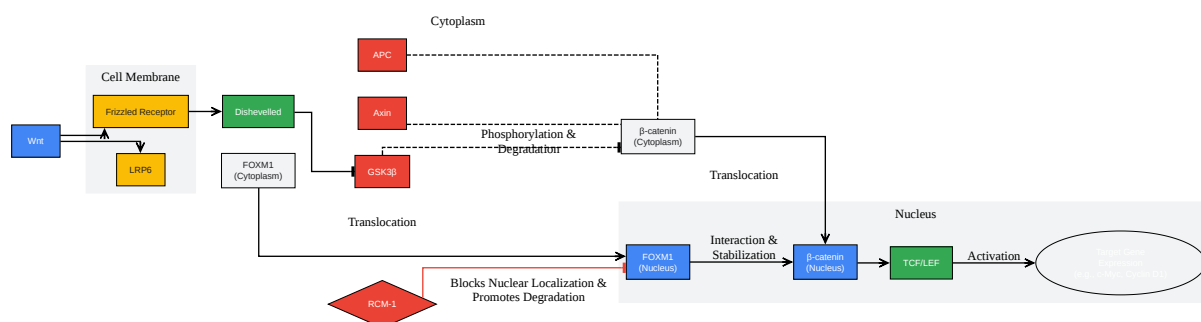 Cytoplasm
APC
Cell Membrane
Frizzled Receptor
Dishevelled
Axin
Wnt
Phosphorylation &
Degradation
β-catenin
(Cytoplasm)
LRP6
FOXM1
(Cytoplasm)
GSK3β
Translocation
Translocation
Nucleus
FOXM1
(Nucleus)
Interaction &
Stabilization
β-catenin
(Nucleus)
TCF/LEF
Activation
Target Gene
Expression
RCM-1
Blocks Nuclear Localization &
Promotes Degradation